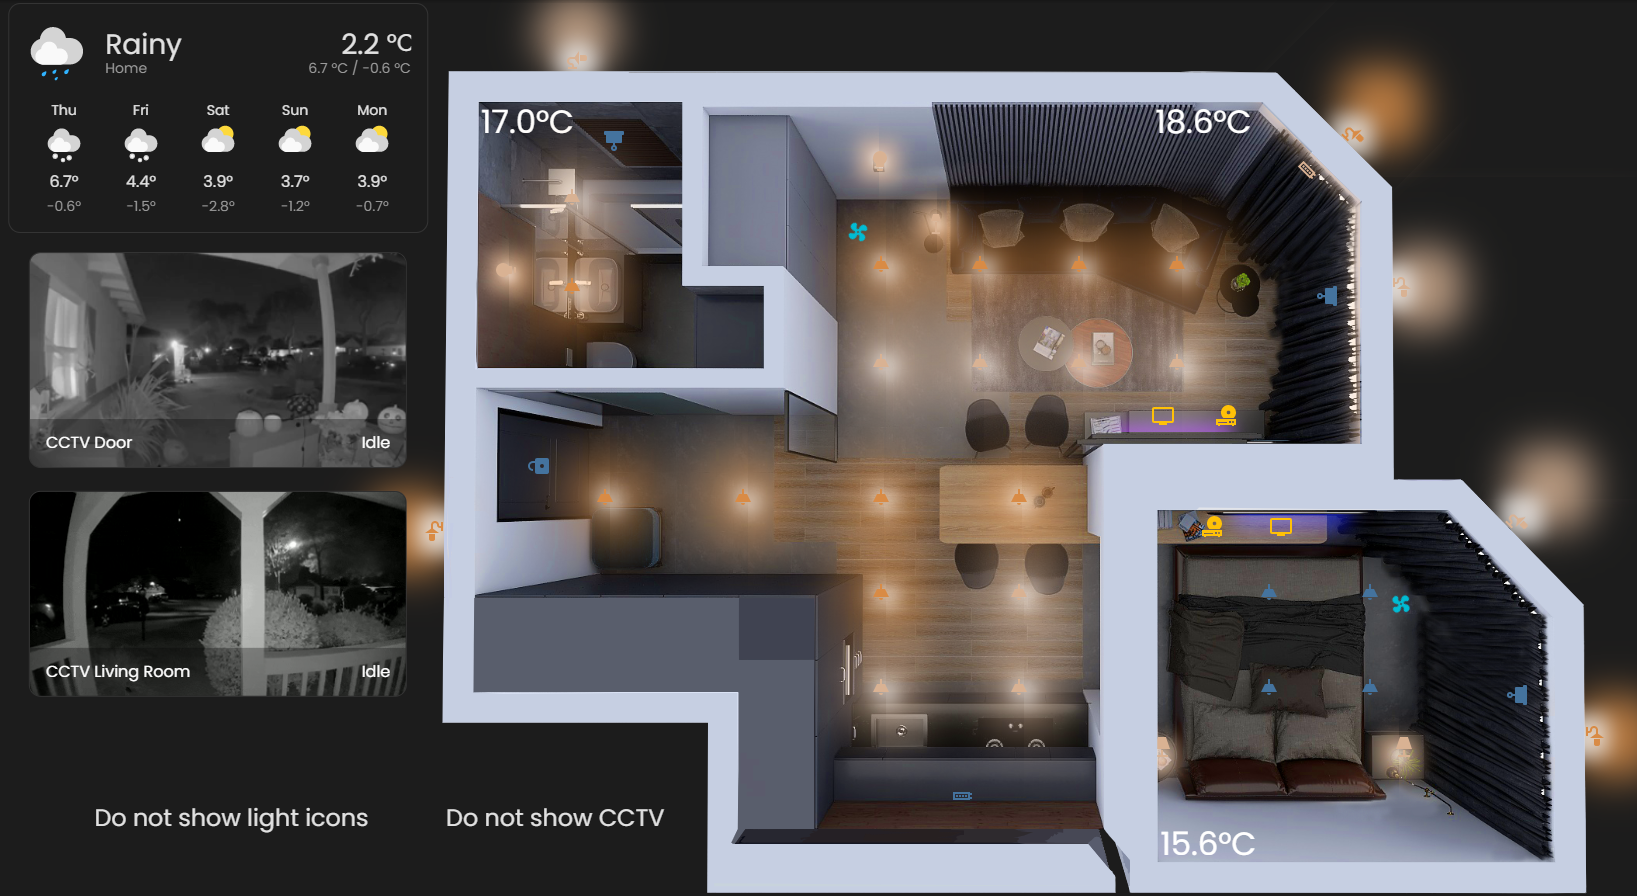 Rainy
2.2 °C
Home
6.7 °C / -0.6 °C
Thu Fri Sat Sun Mon
6.7° 4.4° 3.9° 3.7° 3.9°
-0.6° -1.5° -2.8° -1.2° -0.7°
CCTV Door Idle
CCTV Living Room Idle
Do not show light icons
Do not show CCTV
17.0°C
18.6°C
15.6°C